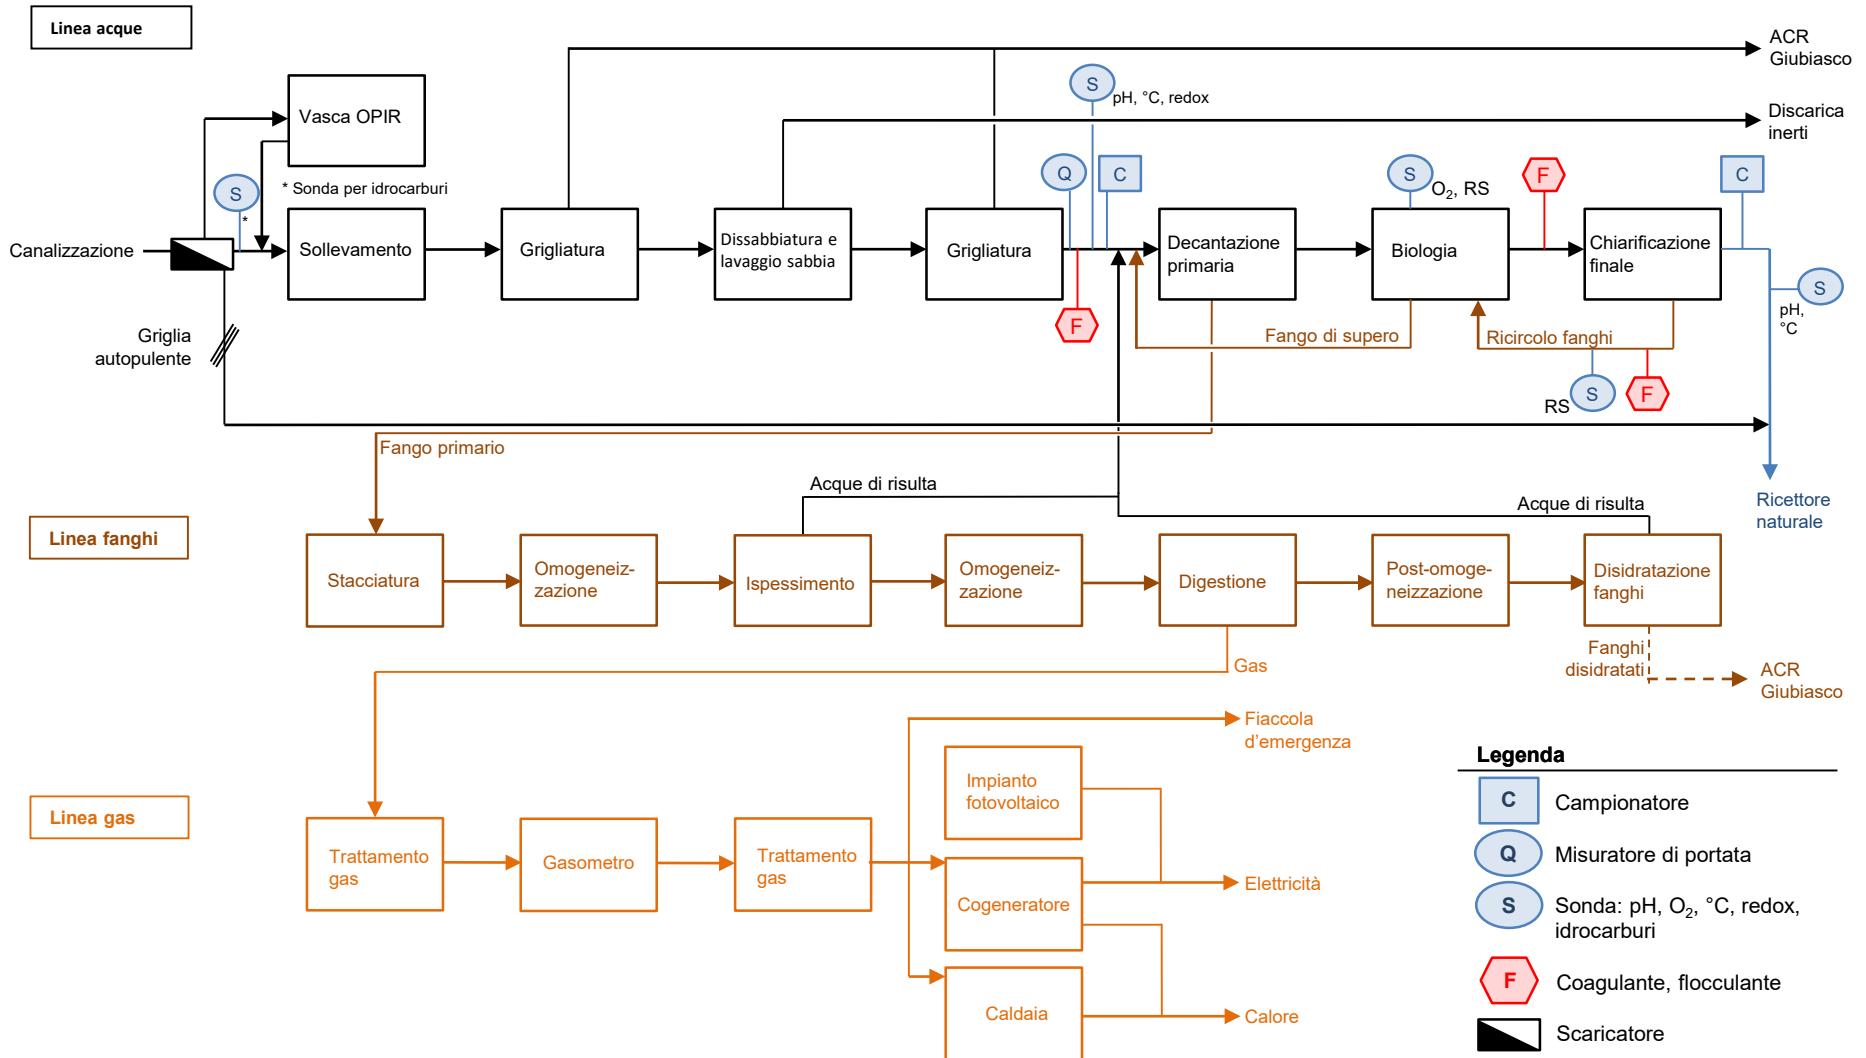 Linea acque
ACR
Giubiasco
S
pH, °C, redox
Vasca OPIR
Discarica
inerti
S
* Sonda per idrocarburi
*
Q
C
S
O₂, RS
F
C
Canalizzazione
Sollevamento
Grigliatura
Dissabbiatura e
lavaggio sabbia
Grigliatura
Decantazione
primaria
Biologia
Chiarificazione
finale
S
pH,
°C
F
Griglia
autopulente
Fango di supero
Ricircolo fanghi
RS
S
F
Fango primario
Acque di risulta
Acque di risulta
Ricettore
naturale
Linea fanghi
Stacciatura
Omogeneiz-
zazione
Ispessimento
Omogeneiz-
zazione
Digestione
Post-omoge-
neizzazione
Disidratazione
fanghi
Gas
Fanghi
disidratati
ACR
Giubiasco
Fiaccola
d'emergenza
Linea gas
Impianto
fotovoltaico
Trattamento
gas
Gasometro
Trattamento
gas
Cogeneratore
Elettricità
Caldaia
Calore
Legenda
C Campionatore
Q Misuratore di portata
S Sonda: pH, O₂, °C, redox,
idrocarburi
F Coagulante, flocculante
Scaricatore